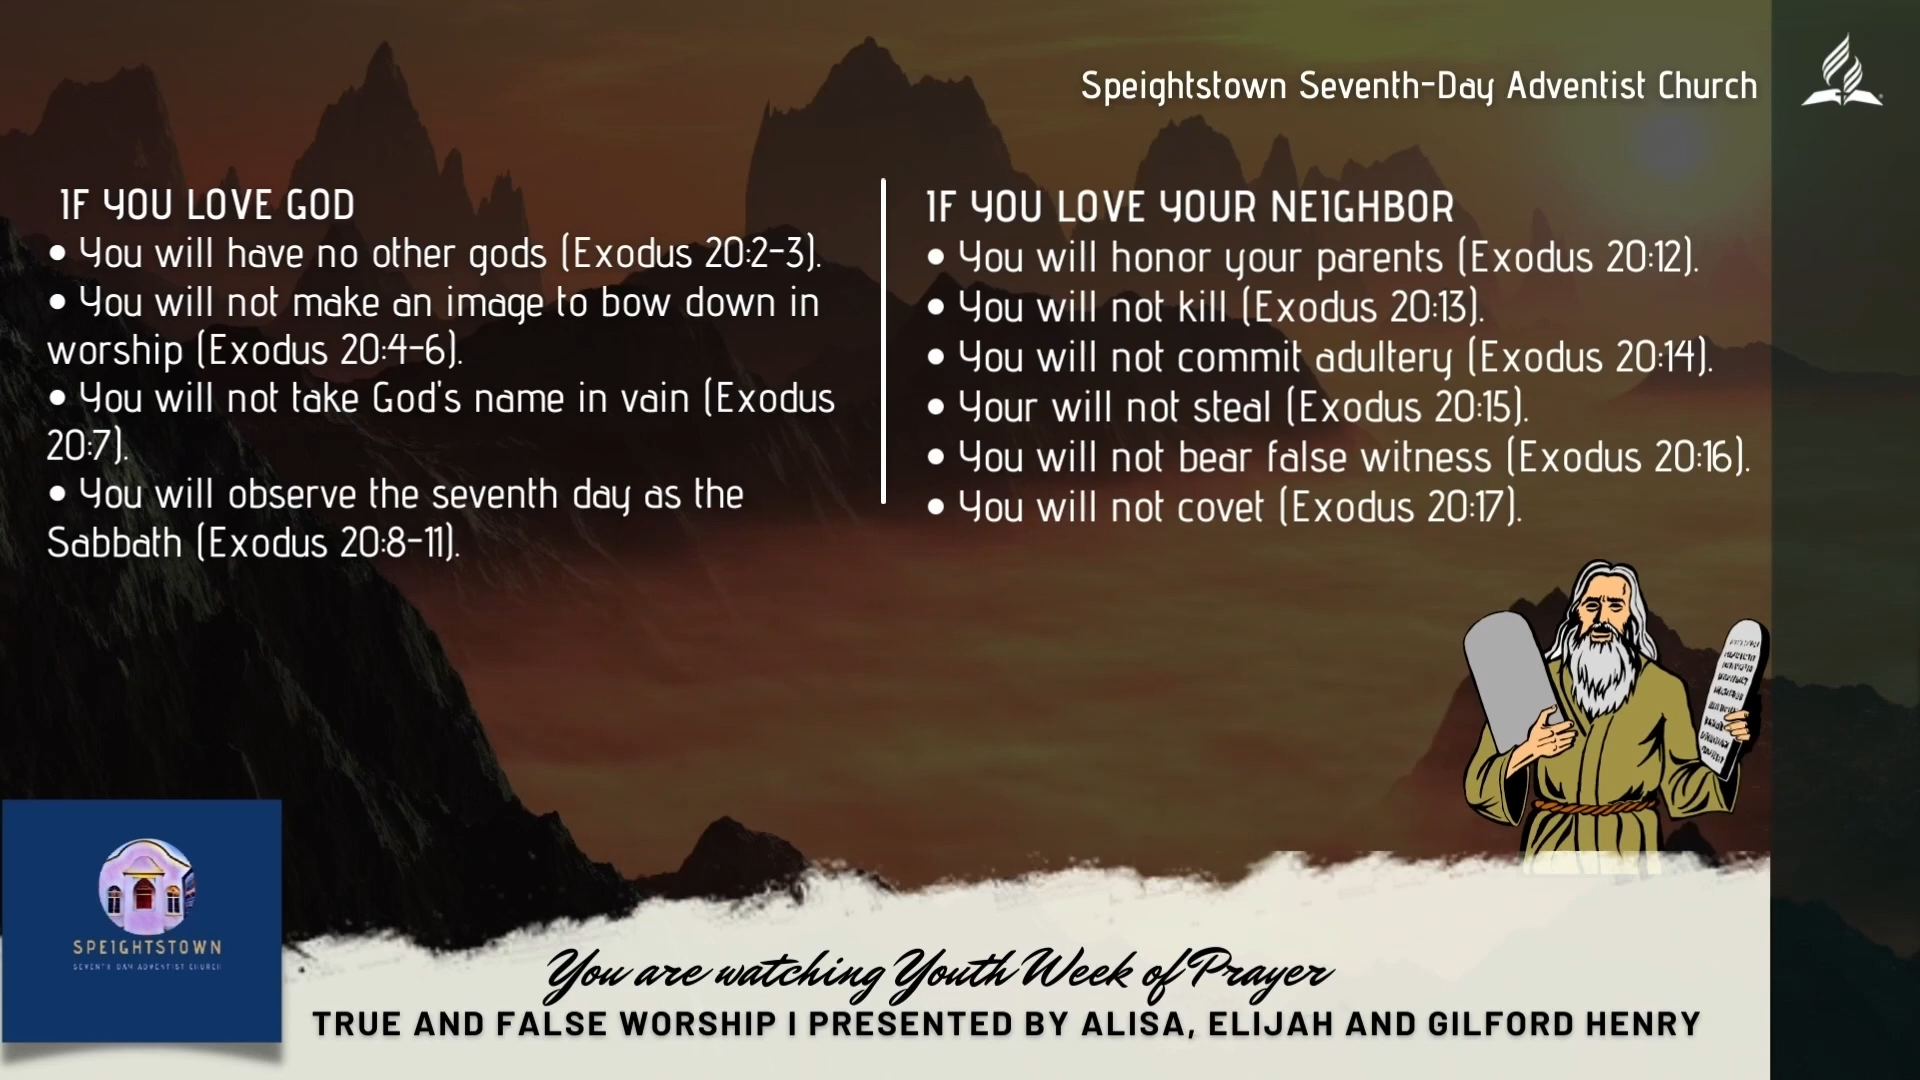 Speightstown Seventh-Day Adventist Church
IF YOU LOVE GOD
• You will have no other gods (Exodus 20:2-3).
• You will not make an image to bow down in
worship (Exodus 20:4-6).
• You will not take God's name in vain (Exodus
20:7).
• You will observe the seventh day as the
Sabbath (Exodus 20:8-11).
IF YOU LOVE YOUR NEIGHBOR
• You will honor your parents (Exodus 20:12).
• You will not kill (Exodus 20:13).
• You will not commit adultery (Exodus 20:14).
• Your will not steal (Exodus 20:15).
• You will not bear false witness (Exodus 20:16).
• You will not covet (Exodus 20:17).
SPEIGHTSTOWN
SEVENTH DAY ADVENTIST CHURCH
You are watching Youth Week of Prayer
TRUE AND FALSE WORSHIP | PRESENTED BY ALISA, ELIJAH AND GILFORD HENRY